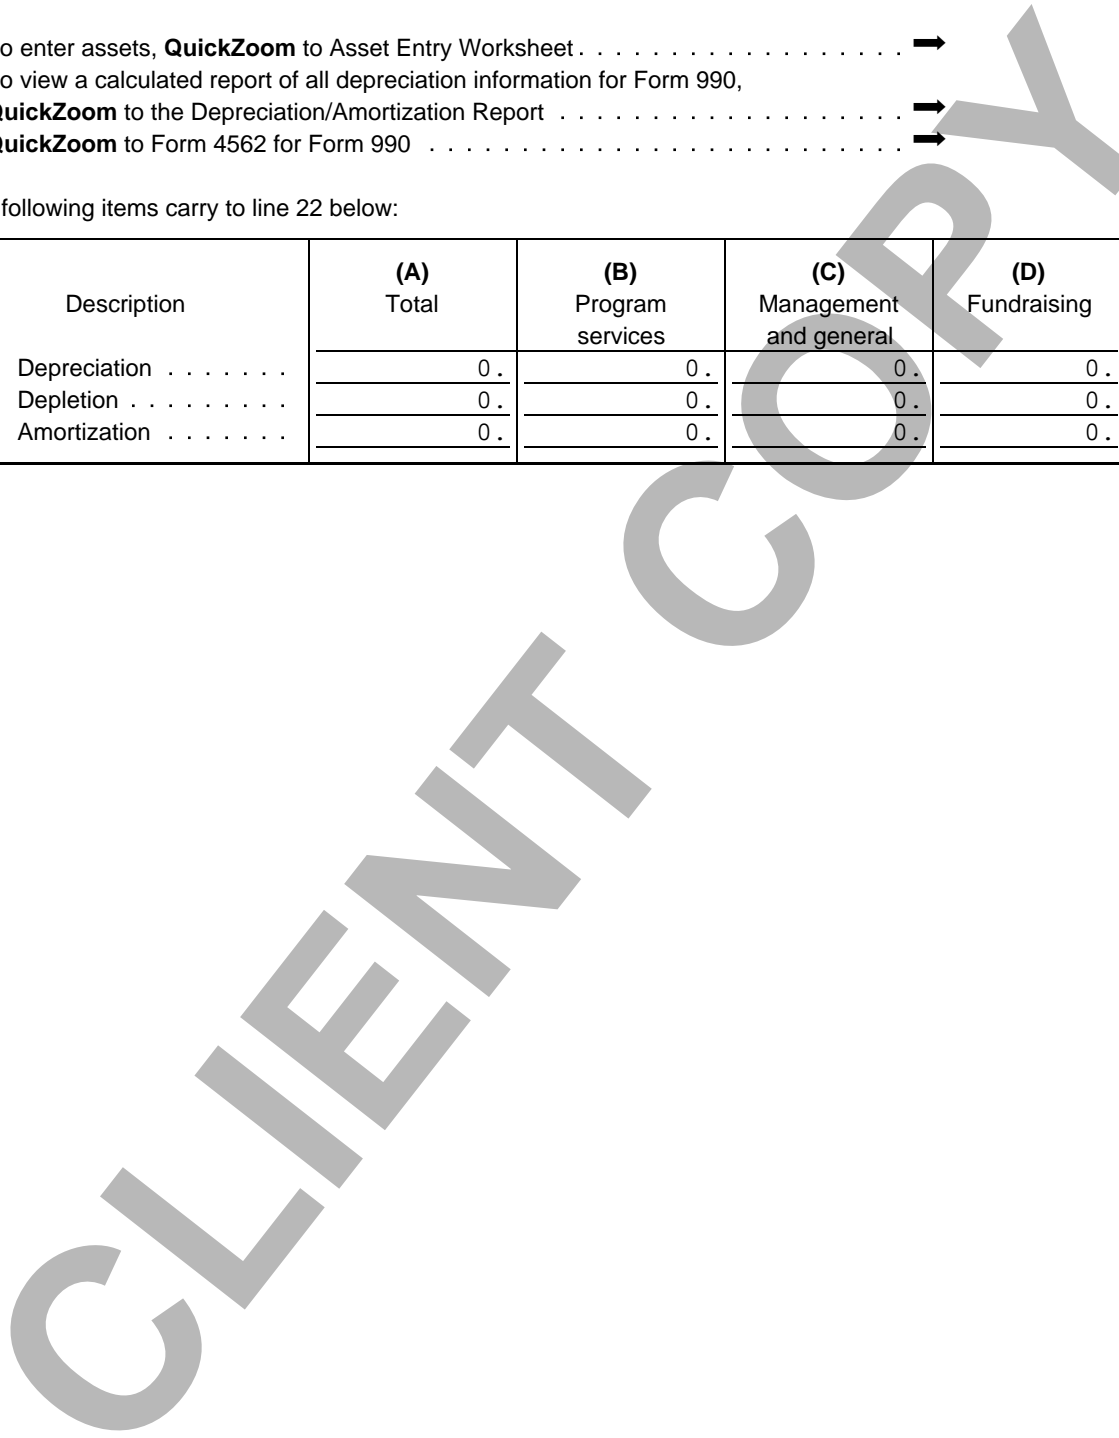 o enter assets, QuickZoom to Asset Entry Worksheet . . . . . . . . . . . . . . . . . . ➡
o view a calculated report of all depreciation information for Form 990,
QuickZoom to the Depreciation/Amortization Report . . . . . . . . . . . . . . . . . . . ➡
QuickZoom to Form 4562 for Form 990 . . . . . . . . . . . . . . . . . . . . . . . . . . ➡
following items carry to line 22 below:
Description (A) Total (B) Program services (C) Management and general (D) Fundraising
Depreciation . . . . . . . 0. 0. 0. 0.
Depletion . . . . . . . . . 0. 0. 0. 0.
Amortization . . . . . . . 0. 0. 0. 0.
CLIENT COPY